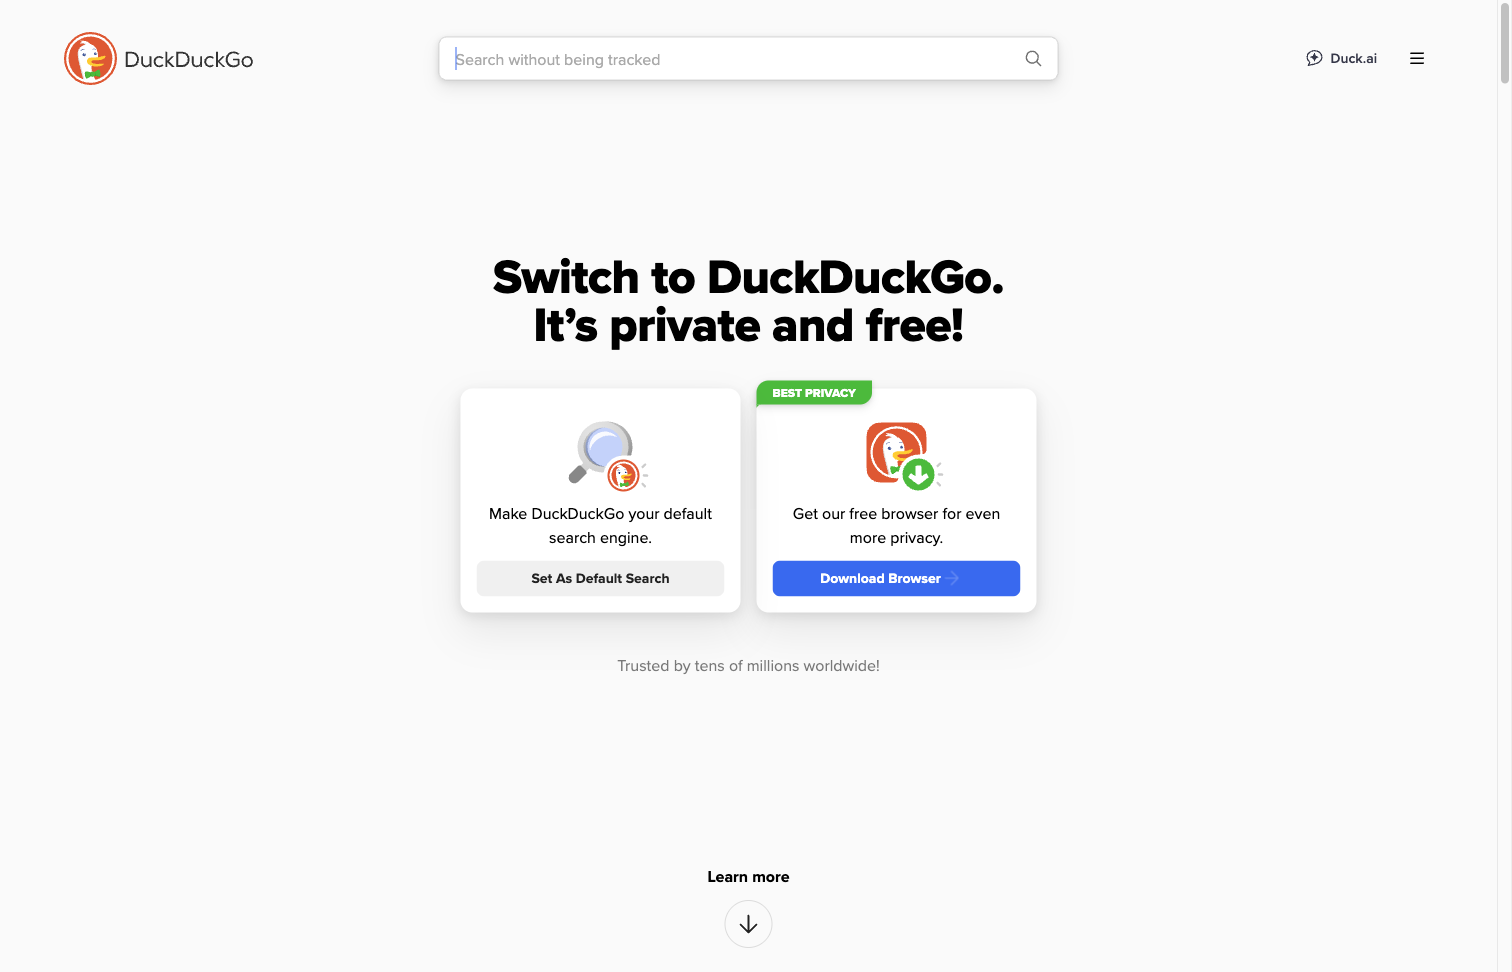 DuckDuckGo
Search without being tracked
Duck.ai
Switch to DuckDuckGo.
It’s private and free!
Make DuckDuckGo your default
search engine.
Set As Default Search
BEST PRIVACY
Get our free browser for even
more privacy.
Download Browser
Trusted by tens of millions worldwide!
Learn more